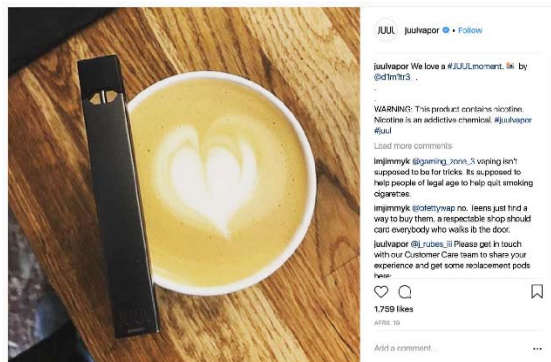 JUUL
juulvapor • Follow
juulvapor We love a #JUULmoment. by
.
.
WARNING: This product contains nicotine.
Nicotine is an addictive chemical. #juulvapor
#juul
Load more comments
imjimmyk @gaming_zone_3 vaping isn't
supposed to be for tricks. Its supposed to
help people of legal age to help quit smoking
cigarettes.
imjimmyk no. Teens just find a
way to buy them. a respectable shop should
card everybody who walks ib the door.
juulvapor @j_rubes_iii Please get in touch
with our Customer Care team to share your
experience and get some replacement pods
here:
1,759 likes
APRIL 19
Add a comment...